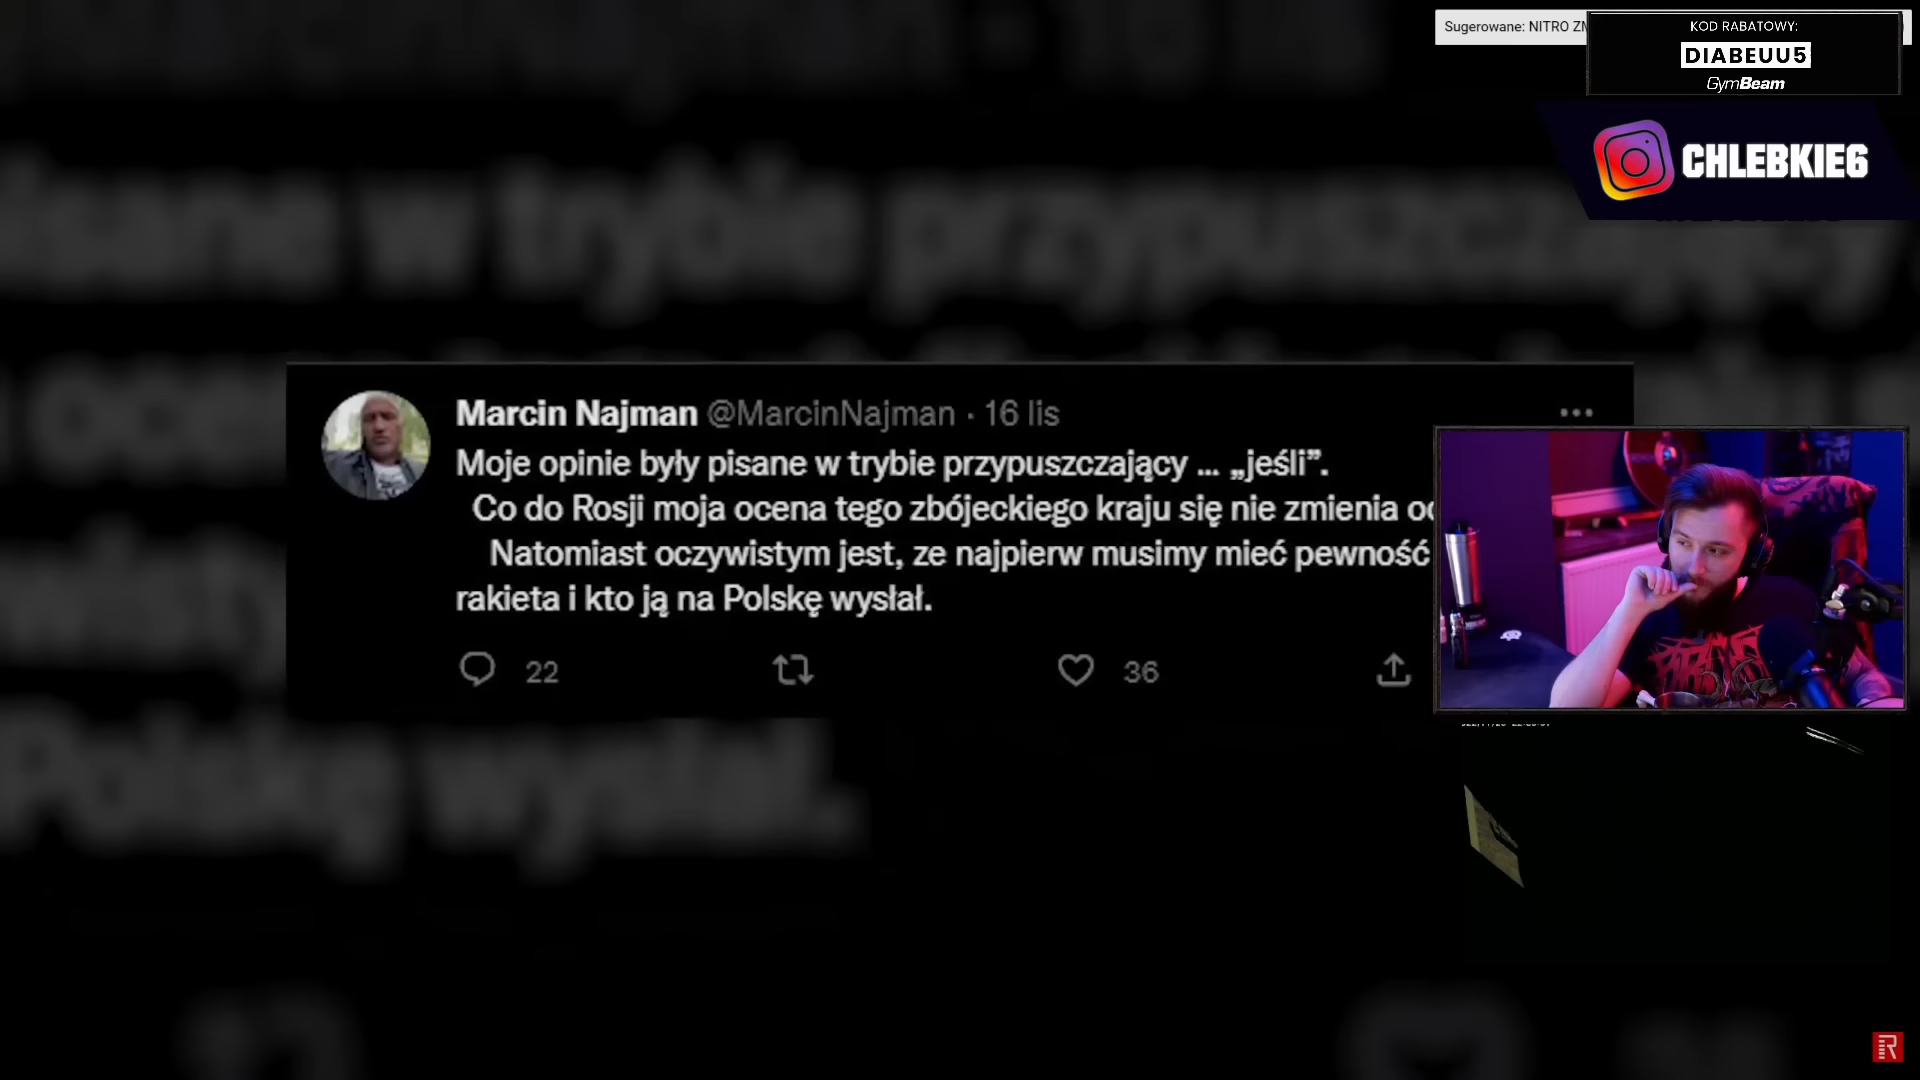 Sugerowane: NITRO
KOD RABATOWY:
DIABEUU5
GymBeam
CHLEBKIE6
Marcin Najman @MarcinNajman · 16 lis
Moje opinie były pisane w trybie przypuszczający ... „jeśli”.
Co do Rosji moja ocena tego zbójeckiego kraju się nie zmienia
Natomiast oczywistym jest, ze najpierw musimy mieć pewność
rakieta i kto ją na Polskę wysłał.
22
36